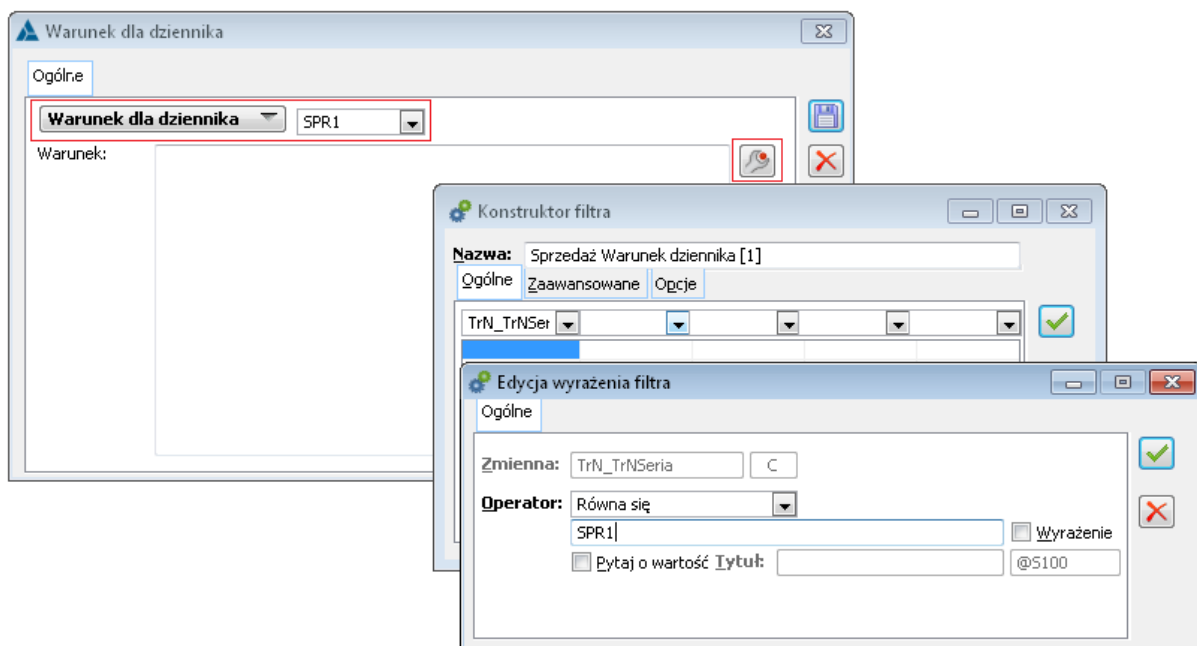 Warunek dla dziennika
Ogólne
Warunek dla dziennika SPR1
Warunek:
Konstruktor filtra
Nazwa: Sprzedaż Warunek dziennika [1]
Ogólne Zaawansowane Opcje
TrN_TrNSer
Edycja wyrażenia filtra
Ogólne
Zmienna: TrN_TrNSeria C
Operator: Równa się
SPR1 Wyrażenie
Pytaj o wartość Tytuł: @S100